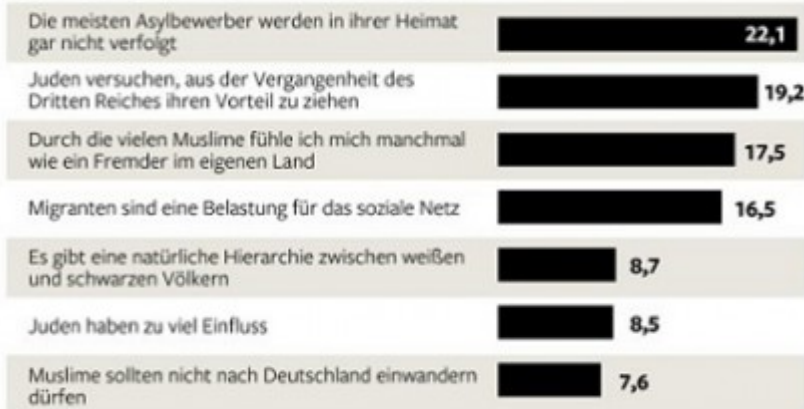 Die meisten Asylbewerber werden in ihrer Heimat
gar nicht verfolgt
22,1
Juden versuchen, aus der Vergangenheit des
Dritten Reiches ihren Vorteil zu ziehen
19,2
Durch die vielen Muslime fühle ich mich manchmal
wie ein Fremder im eigenen Land
17,5
Migranten sind eine Belastung für das soziale Netz
16,5
Es gibt eine natürliche Hierarchie zwischen weißen
und schwarzen Völkern
8,7
Juden haben zu viel Einfluss
8,5
Muslime sollten nicht nach Deutschland einwandern
dürfen
7,6